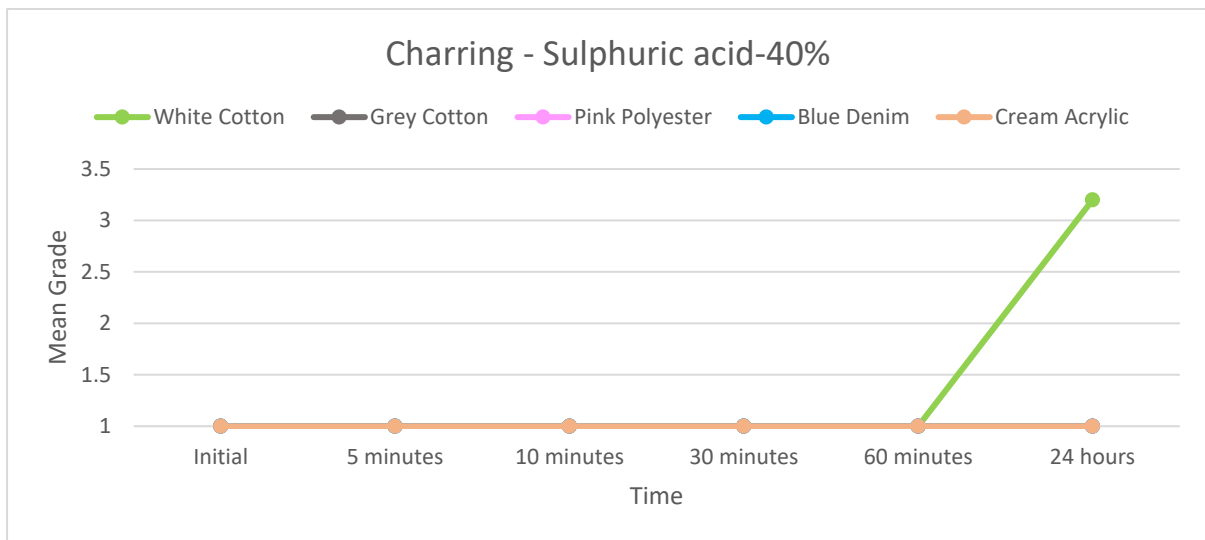 Charring - Sulphuric acid-40%
White Cotton Grey Cotton Pink Polyester Blue Denim Cream Acrylic
3.5
3
2.5
2
1.5
1
Mean Grade
Initial 5 minutes 10 minutes 30 minutes 60 minutes 24 hours
Time